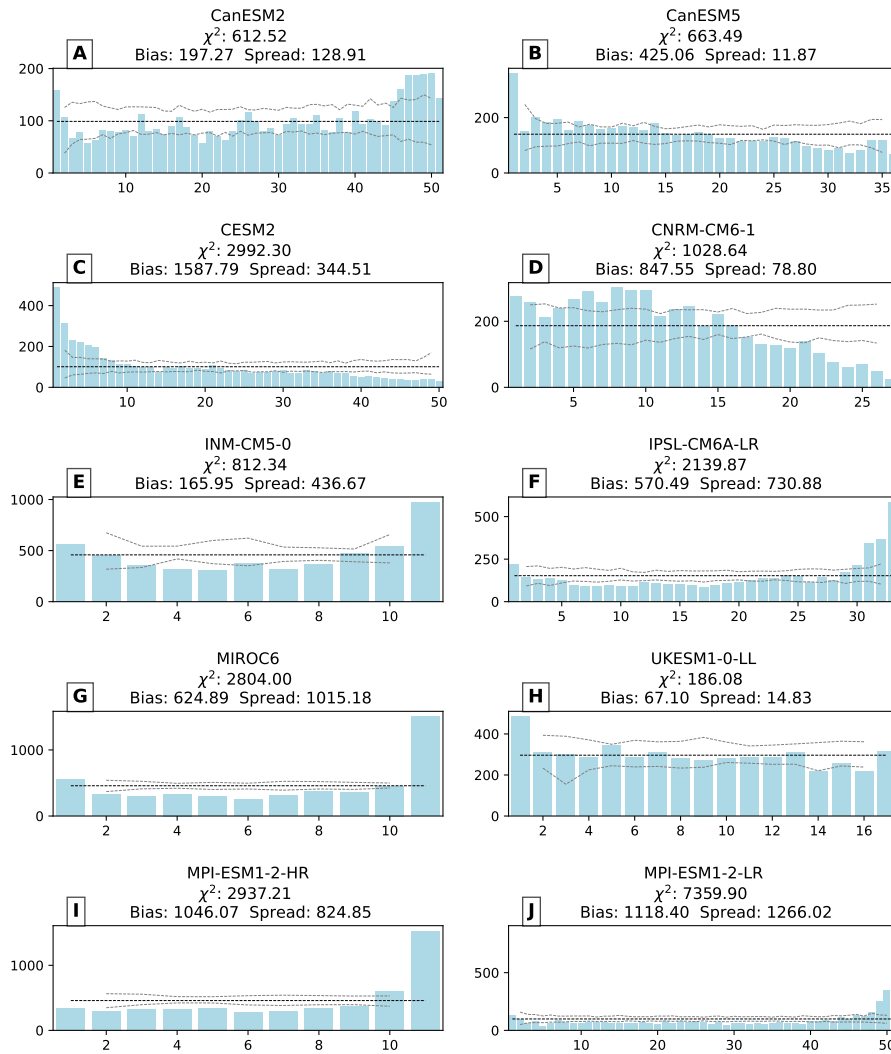 CanESM2
χ²: 612.52
A
Bias: 197.27 Spread: 128.91
200
100
0
10 20 30 40 50
CanESM5
χ²: 663.49
B
Bias: 425.06 Spread: 11.87
200
0
5 10 15 20 25 30 35
CESM2
χ²: 2992.30
C
Bias: 1587.79 Spread: 344.51
400
200
0
10 20 30 40 50
CNRM-CM6-1
χ²: 1028.64
D
Bias: 847.55 Spread: 78.80
200
0
5 10 15 20 25
INM-CM5-0
χ²: 812.34
E
Bias: 165.95 Spread: 436.67
1000
500
0
2 4 6 8 10
IPSL-CM6A-LR
χ²: 2139.87
F
Bias: 570.49 Spread: 730.88
500
250
0
5 10 15 20 25 30
MIROC6
χ²: 2804.00
G
Bias: 624.89 Spread: 1015.18
1000
0
2 4 6 8 10
UKESM1-0-LL
χ²: 186.08
H
Bias: 67.10 Spread: 14.83
400
200
0
2 4 6 8 10 12 14 16
MPI-ESM1-2-HR
χ²: 2937.21
I
Bias: 1046.07 Spread: 824.85
1000
0
2 4 6 8 10
MPI-ESM1-2-LR
χ²: 7359.90
J
Bias: 1118.40 Spread: 1266.02
500
0
10 20 30 40 50